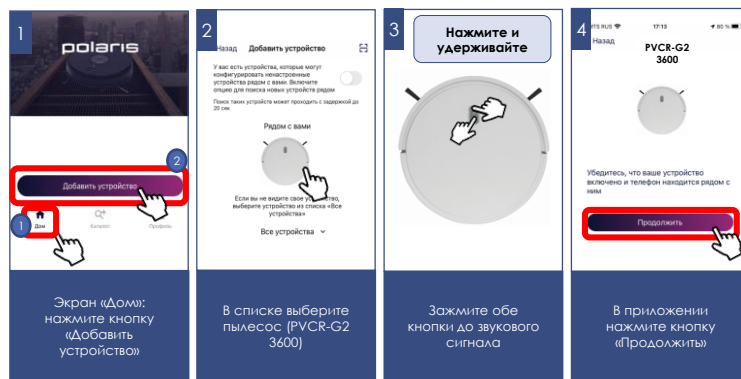 1
polaris
2
Добавить устройство
1
Дом
Каталог
Профиль
Экран «Дом»:
нажмите кнопку
«Добавить
устройство»
2
Назад
Добавить устройство
У вас есть устройства, которые могут
конфигурировать ненастроенные
устройства рядом с вами. Включите
опцию для поиска новых устройств рядом
Поиск таких устройств может проходить с задержкой до
20 сек
Рядом с вами
Если вы не видите свое устройство,
выберите устройство из списка «Все
устройства»
Все устройства
В списке выберите
пылесос (PVCR-G2
3600)
3
Нажмите и
удерживайте
Зажмите обе
кнопки до звукового
сигнала
4
MTS RUS 17:13 80 %
Назад
PVCR-G2
3600
Убедитесь, что ваше устройство
включено и телефон находится рядом с
ним
Продолжить
В приложении
нажмите кнопку
«Продолжить»